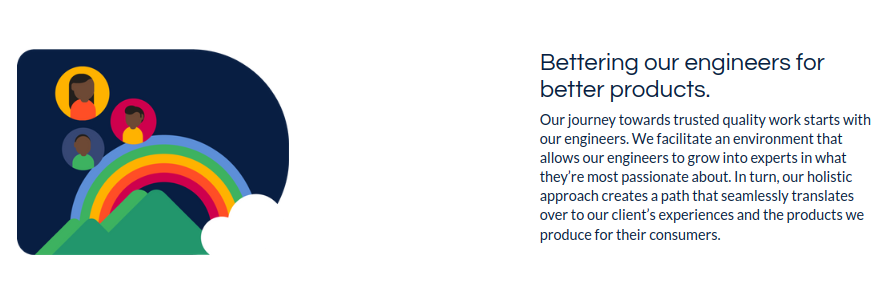 Bettering our engineers for
better products.
Our journey towards trusted quality work starts with
our engineers. We facilitate an environment that
allows our engineers to grow into experts in what
they're most passionate about. In turn, our holistic
approach creates a path that seamlessly translates
over to our client's experiences and the products we
produce for their consumers.